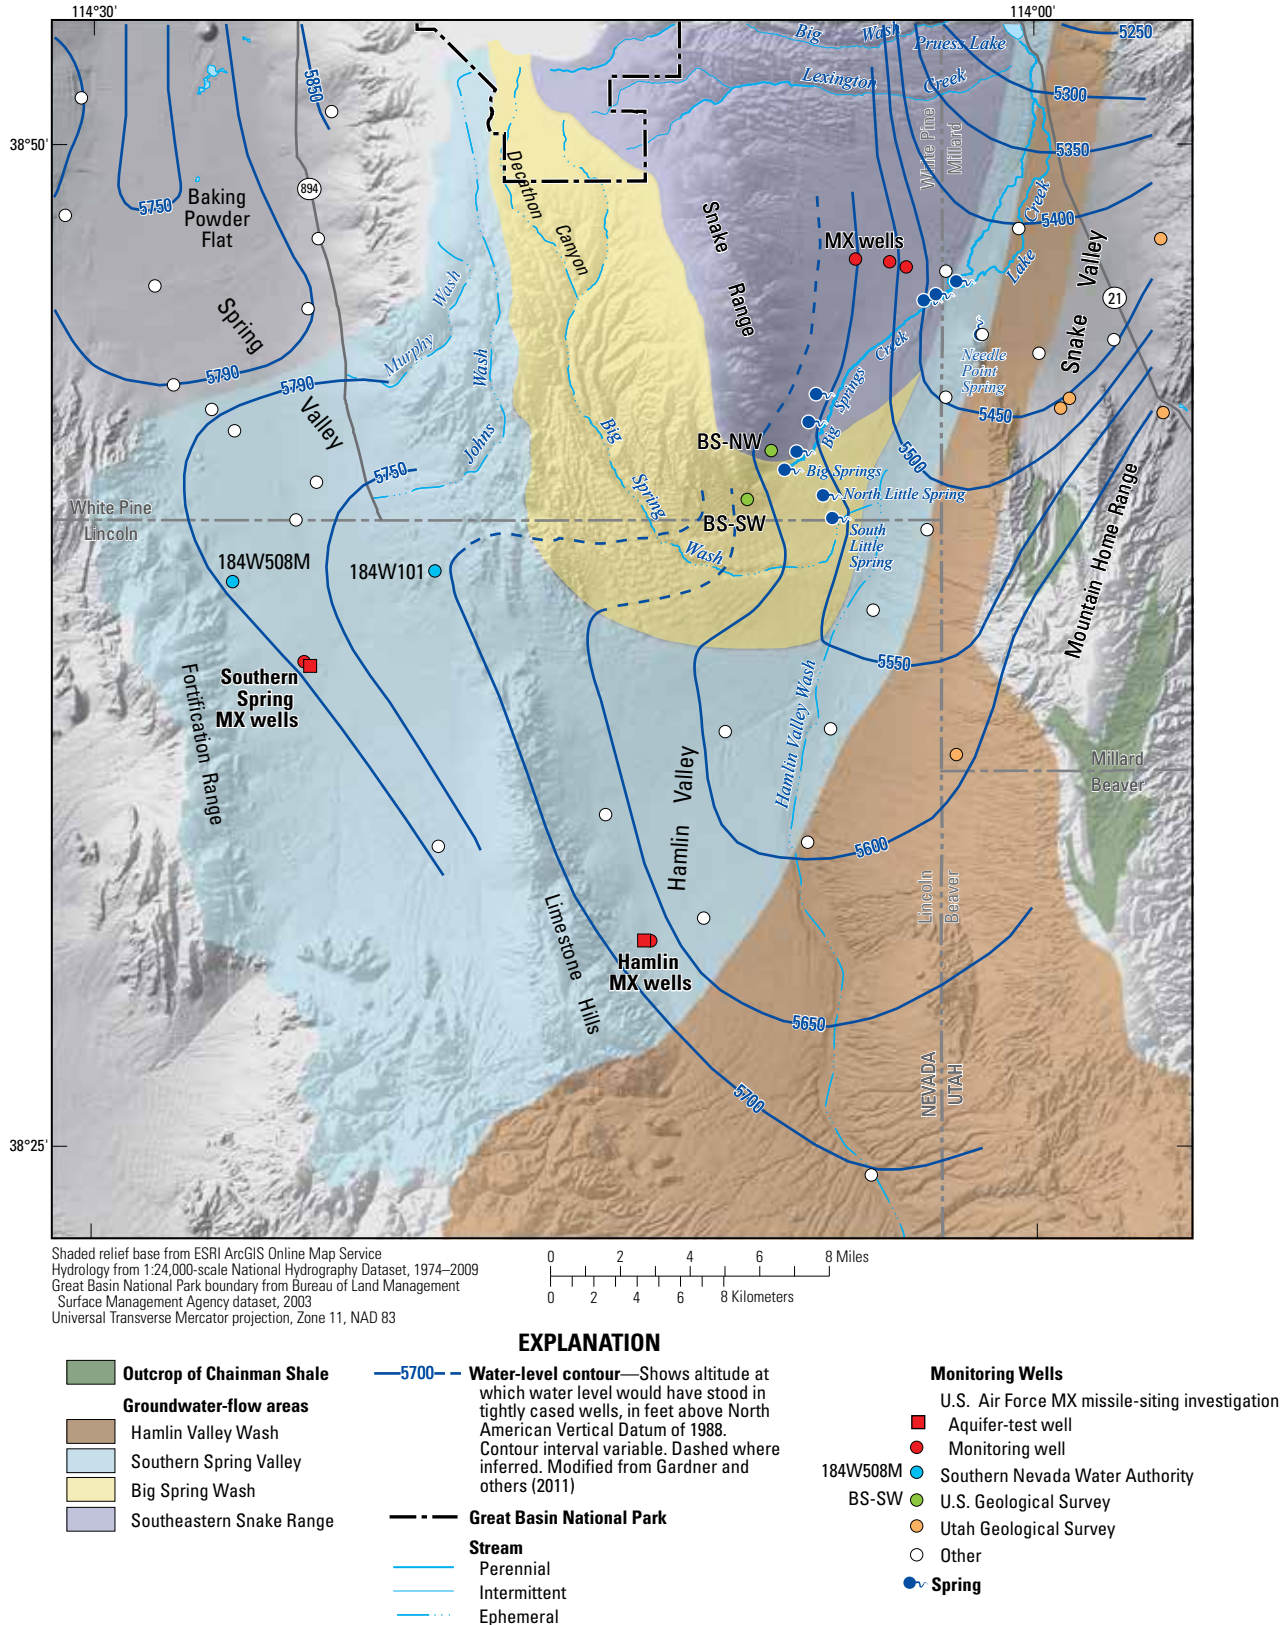 114°30'
114°00'
38°50'
38°25'
Big Wash
Pruess Lake
Lexington Creek
5250
5300
5350
5400
5850
5750
894
Baking
Powder
Flat
White Pine
Millard
Decathon
Canyon
Snake
Range
MX wells
Lake Creek
Snake Valley
21
Spring
Valley
Murphy Wash
Johns Wash
5790
5790
5750
Needle
Point
Spring
5450
5500
Big Springs Creek
BS-NW
Big Springs
North Little Spring
BS-SW
South
Little
Spring
Big Spring Wash
White Pine
Lincoln
184W508M
184W101
Mountain Home Range
5550
Southern
Spring
MX wells
Fortification Range
Hamlin Valley Wash
Hamlin Valley
Millard
Beaver
5600
Lincoln
Beaver
Limestone Hills
Hamlin
MX wells
5650
5700
NEVADA
UTAH
Shaded relief base from ESRI ArcGIS Online Map Service
Hydrology from 1:24,000-scale National Hydrography Dataset, 1974–2009
Great Basin National Park boundary from Bureau of Land Management
Surface Management Agency dataset, 2003
Universal Transverse Mercator projection, Zone 11, NAD 83
0 2 4 6 8 Miles
0 2 4 6 8 Kilometers
EXPLANATION
Outcrop of Chainman Shale
Groundwater-flow areas
Hamlin Valley Wash
Southern Spring Valley
Big Spring Wash
Southeastern Snake Range
5700
Water-level contour—Shows altitude at
which water level would have stood in
tightly cased wells, in feet above North
American Vertical Datum of 1988.
Contour interval variable. Dashed where
inferred. Modified from Gardner and
others (2011)
Great Basin National Park
Stream
Perennial
Intermittent
Ephemeral
Monitoring Wells
U.S. Air Force MX missile-siting investigation
Aquifer-test well
Monitoring well
184W508M Southern Nevada Water Authority
BS-SW U.S. Geological Survey
Utah Geological Survey
Other
Spring